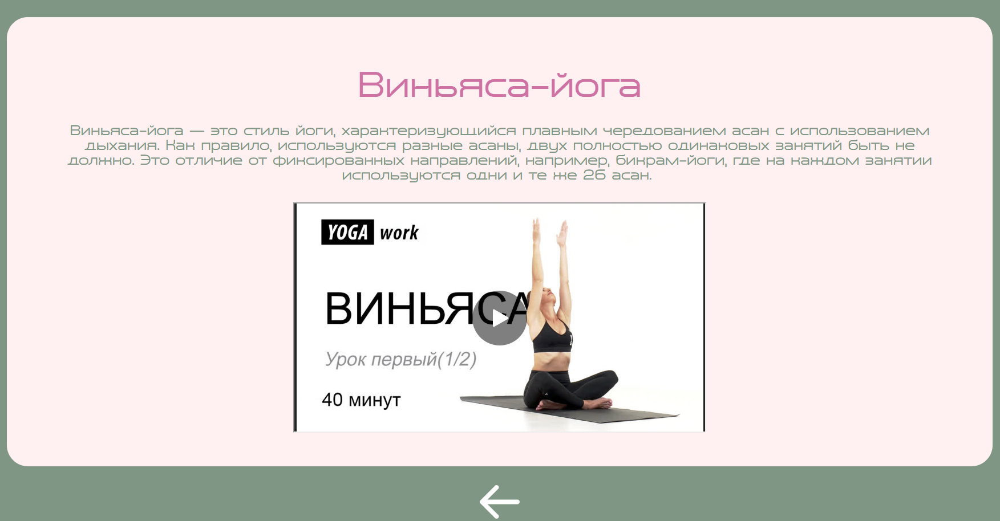 Виньяса-йога
Виньяса-йога — это стиль йоги, характеризующийся плавным чередованием асан с использованием
дыхания. Как правило, используются разные асаны, двух полностью одинаковых занятий быть не
должно. Это отличие от фиксированных направлений, например, бикрам-йоги, где на каждом занятии
используются одни и те же 26 асан.
YOGA work
ВИНЬЯСА
Урок первый(1/2)
40 минут